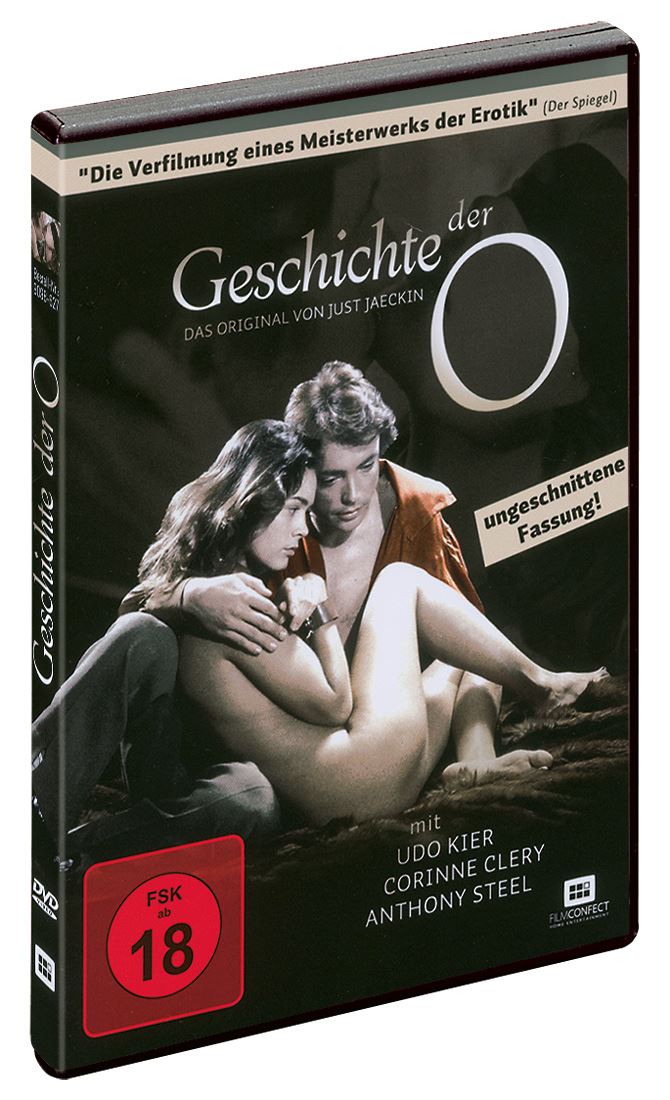 "Die Verfilmung eines Meisterwerks der Erotik" (Der Spiegel)
Geschichte der O
DAS ORIGINAL VON JUST JAECKIN
ungeschnittene
Fassung!
mit
UDO KIER
CORINNE CLERY
ANTHONY STEEL
FILMCONFECT
HOME ENTERTAINMENT
FSK
ab
18
Geschichte der O
DVD
VIDEO